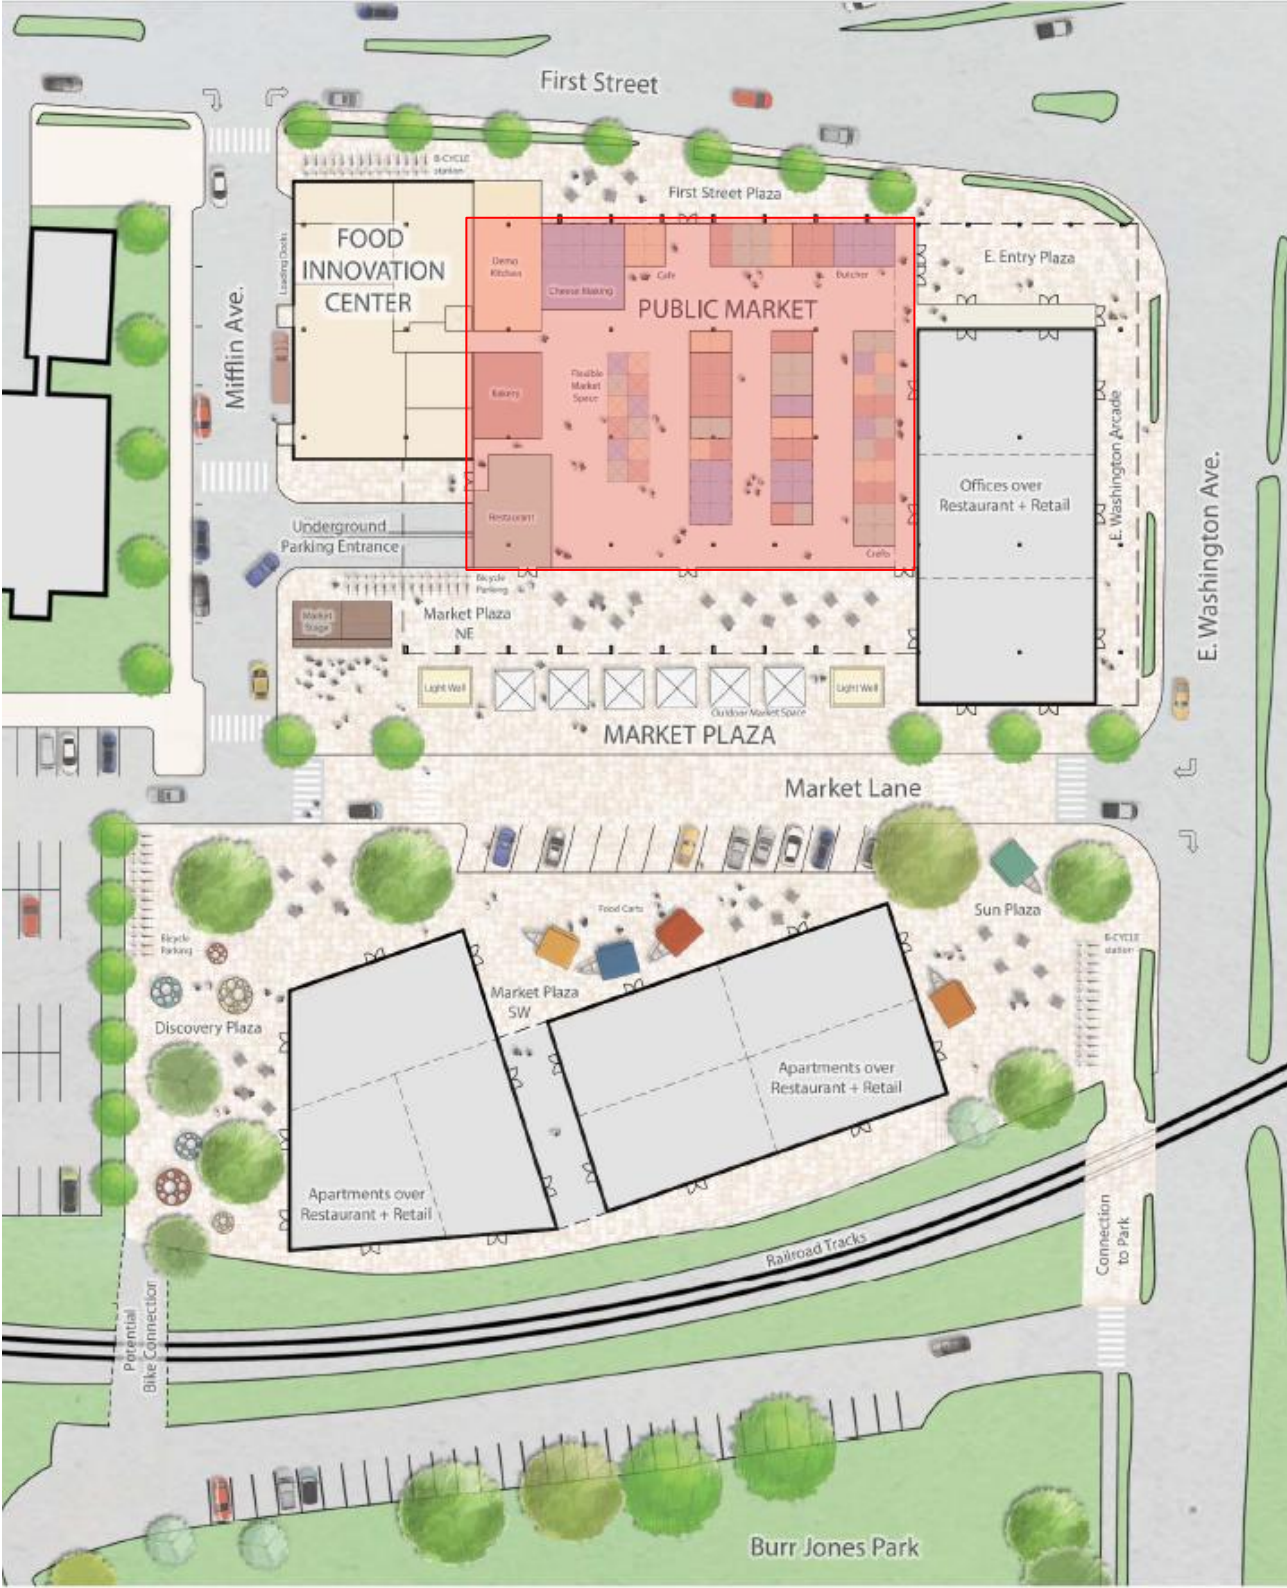 First Street
B-CYCLE
station
First Street Plaza
Loading Docks
FOOD
INNOVATION
CENTER
Demo
Kitchen
Cheese Making
Cafe
Butcher
E. Entry Plaza
PUBLIC MARKET
Mifflin Ave.
Flexible
Market
Space
Bakery
E. Washington Arcade
E. Washington Ave.
Offices over
Restaurant + Retail
Restaurant
Underground
Parking Entrance
Crafts
Bicycle
Parking
Market
Stage
Market Plaza
NE
Light Well
Light Well
Outdoor Market Space
MARKET PLAZA
Market Lane
Food Carts
Sun Plaza
B-CYCLE
station
Bicycle
Parking
Market Plaza
SW
Discovery Plaza
Apartments over
Restaurant + Retail
Apartments over
Restaurant + Retail
Railroad Tracks
Connection
to Park
Potential
Bike Connection
Burr Jones Park